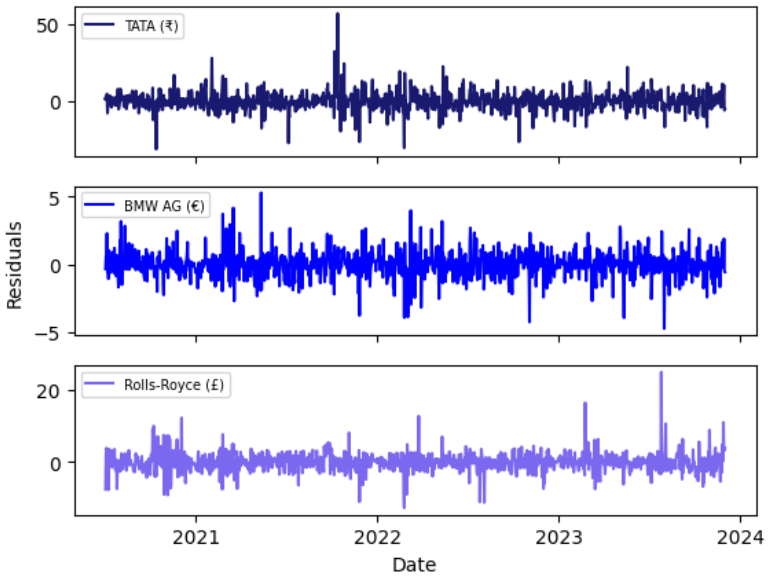 TATA (₹)
50
0
BMW AG (€)
5
0
−5
Residuals
Rolls-Royce (£)
20
0
2021
2022
2023
2024
Date